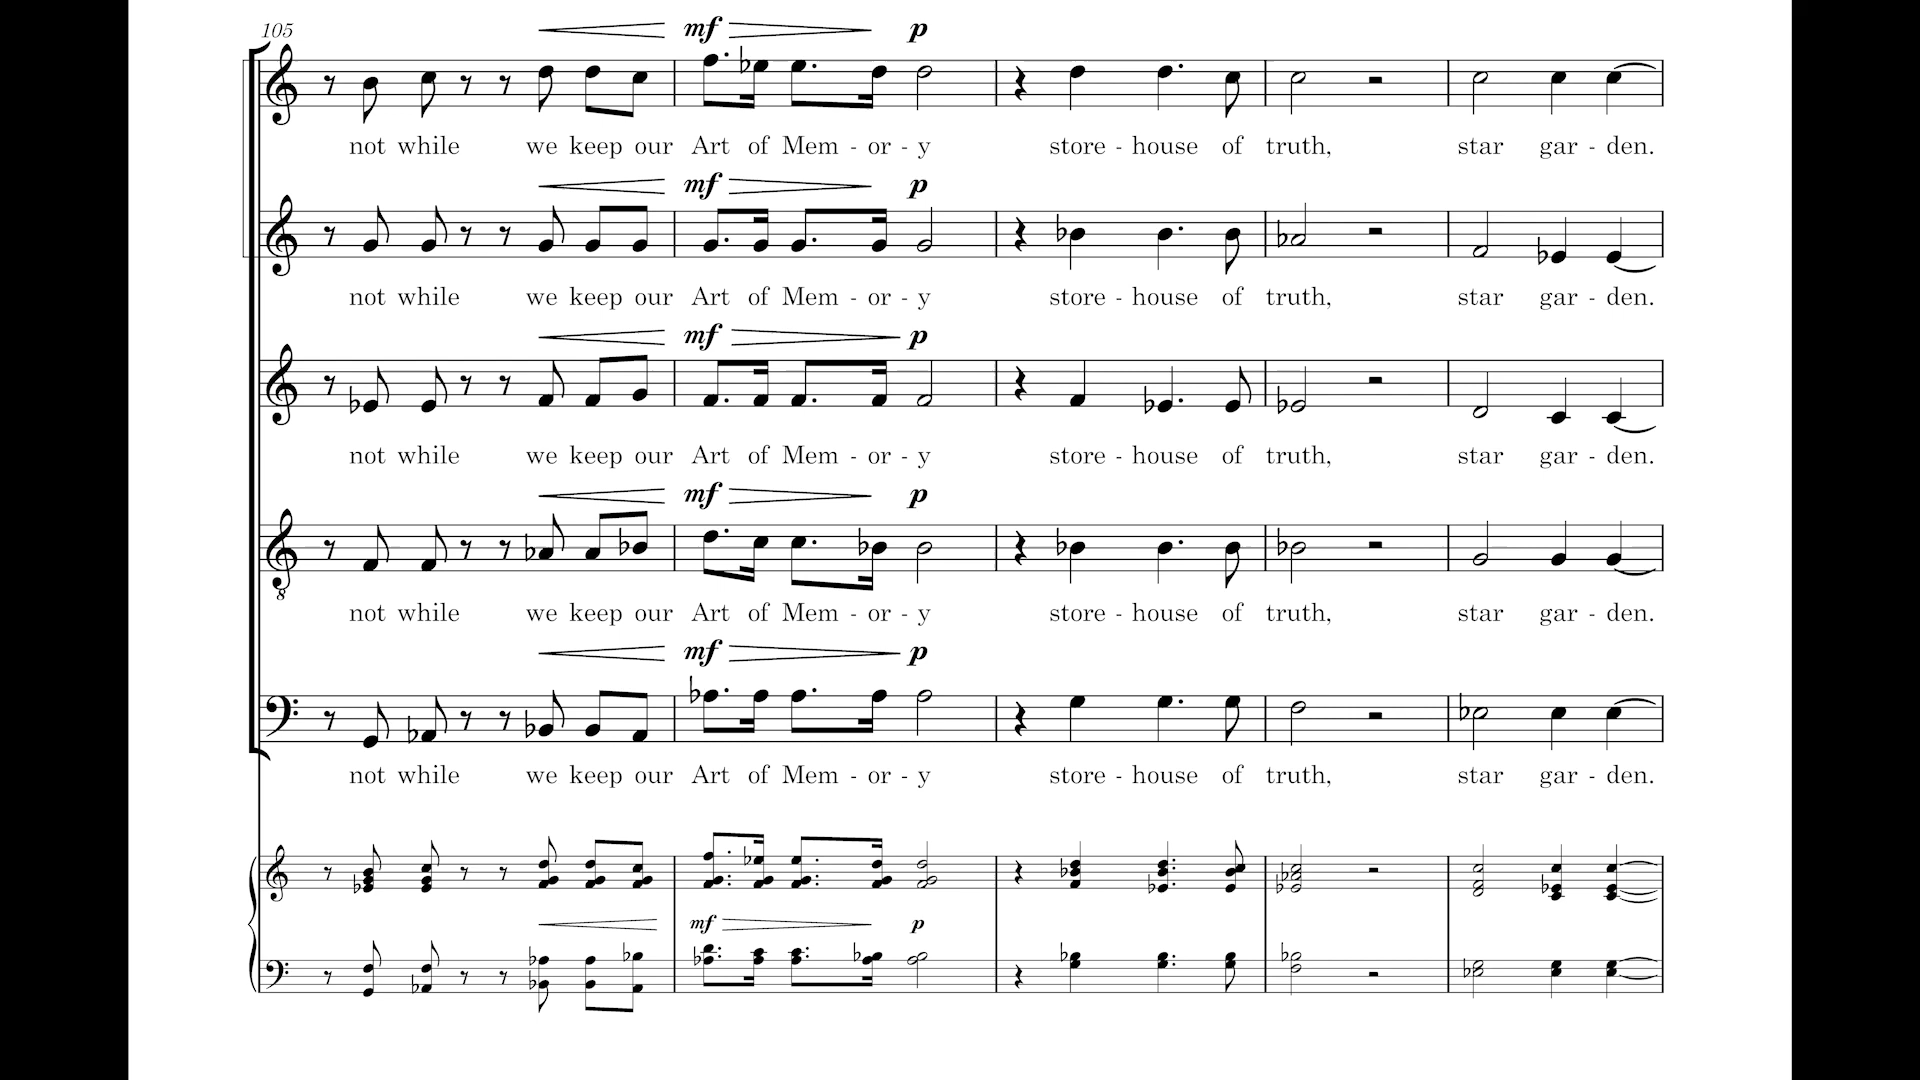 105
mf p
not while we keep our Art of Mem - or - y store - house of truth, star gar - den.
mf p
not while we keep our Art of Mem - or - y store - house of truth, star gar - den.
mf p
not while we keep our Art of Mem - or - y store - house of truth, star gar - den.
mf p
not while we keep our Art of Mem - or - y store - house of truth, star gar - den.
8
mf p
not while we keep our Art of Mem - or - y store - house of truth, star gar - den.
mf p